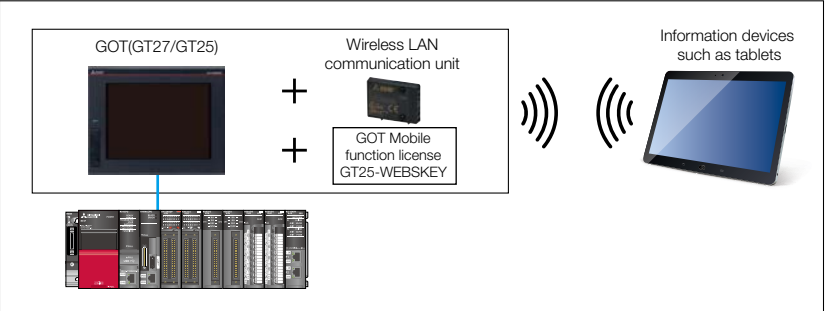 GOT(GT27/GT25)
Wireless LAN
communication unit
Information devices
such as tablets
+
+
GOT Mobile
function license
GT25-WEBSKEY